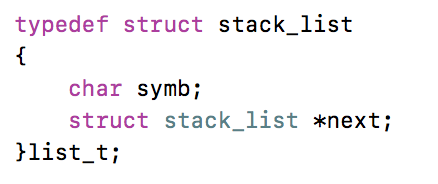 typedef struct stack_list
{
    char symb;
    struct stack_list *next;
}list_t;